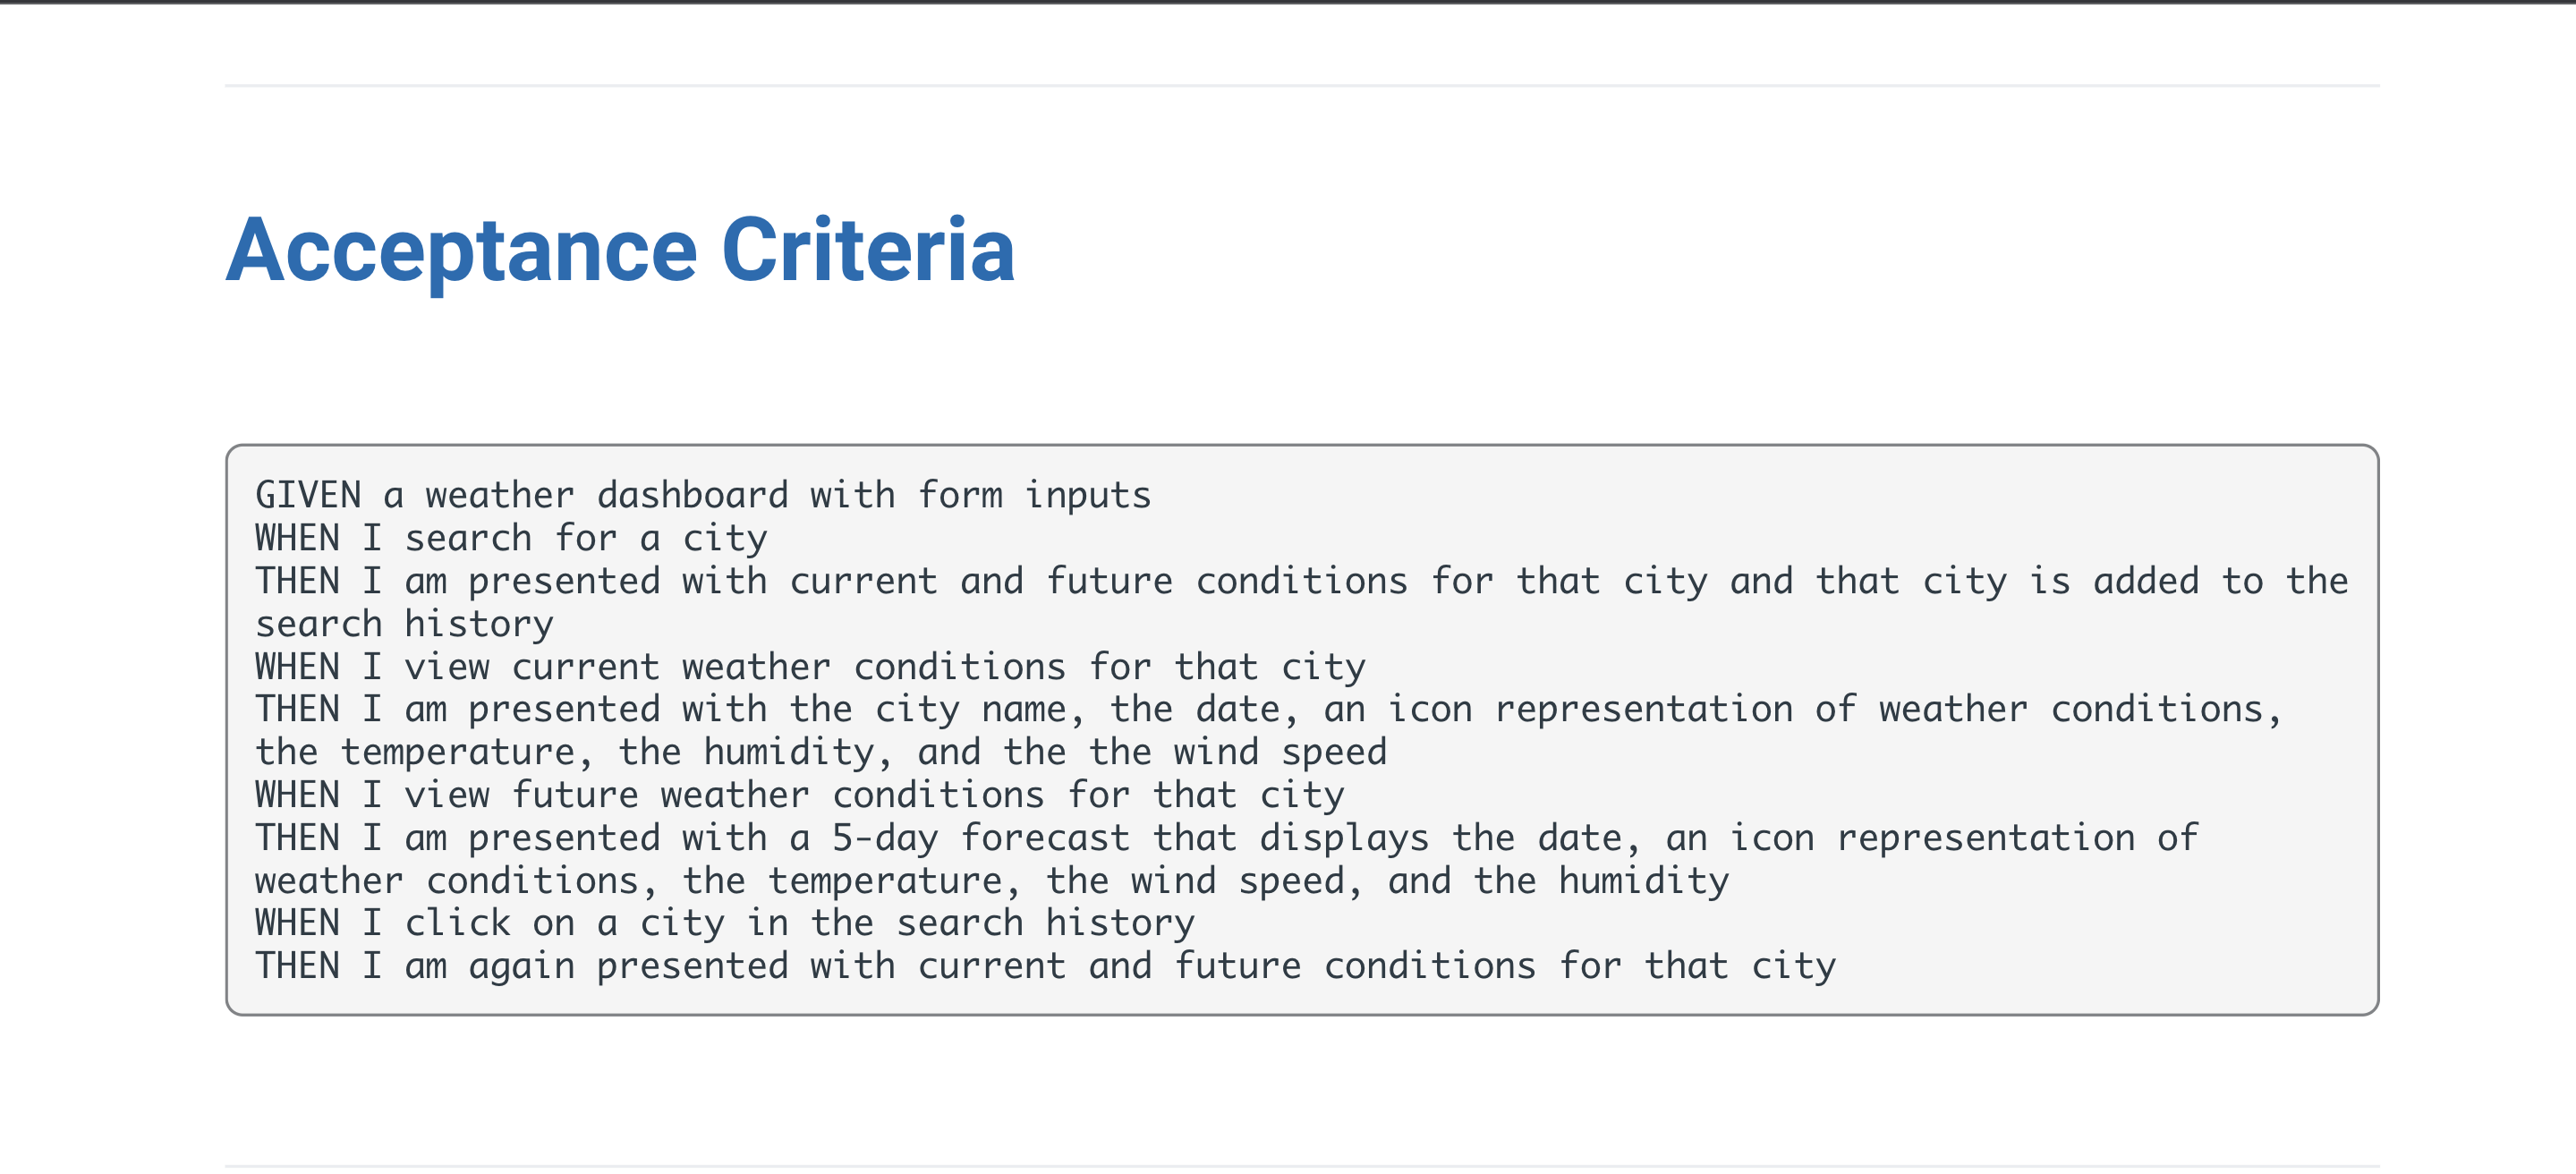 Acceptance Criteria
GIVEN a weather dashboard with form inputs
WHEN I search for a city
THEN I am presented with current and future conditions for that city and that city is added to the
search history
WHEN I view current weather conditions for that city
THEN I am presented with the city name, the date, an icon representation of weather conditions,
the temperature, the humidity, and the the wind speed
WHEN I view future weather conditions for that city
THEN I am presented with a 5-day forecast that displays the date, an icon representation of
weather conditions, the temperature, the wind speed, and the humidity
WHEN I click on a city in the search history
THEN I am again presented with current and future conditions for that city